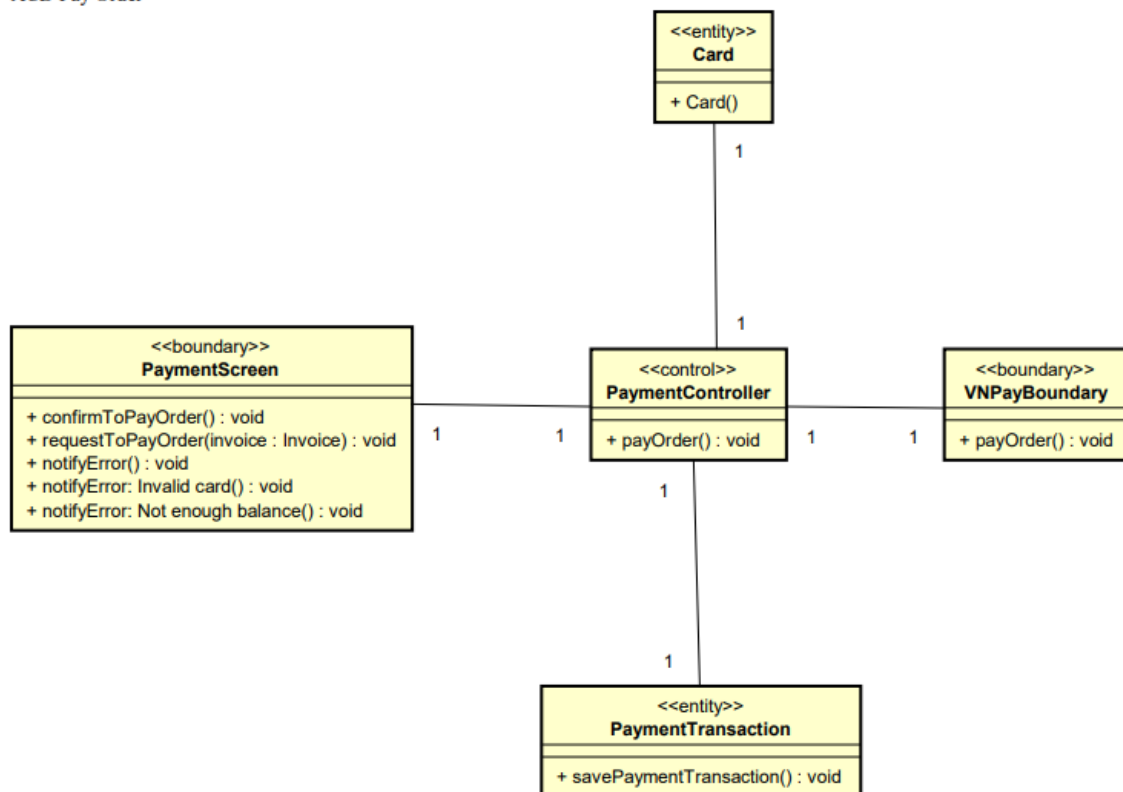 <<entity>>
Card
+ Card()
1
1
<<boundary>>
PaymentScreen
+ confirmToPayOrder() : void
+ requestToPayOrder(invoice : Invoice) : void
+ notifyError() : void
+ notifyError: Invalid card() : void
+ notifyError: Not enough balance() : void
1
1
<<control>>
PaymentController
+ payOrder() : void
1
1
<<boundary>>
VNPayBoundary
+ payOrder() : void
1
1
<<entity>>
PaymentTransaction
+ savePaymentTransaction() : void